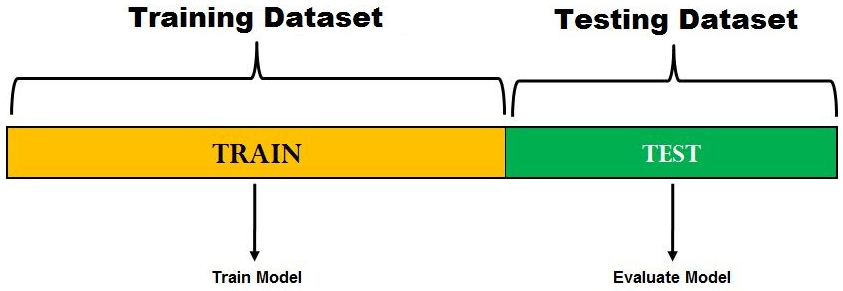 Training Dataset
Testing Dataset
TRAIN
TEST
Train Model
Evaluate Model